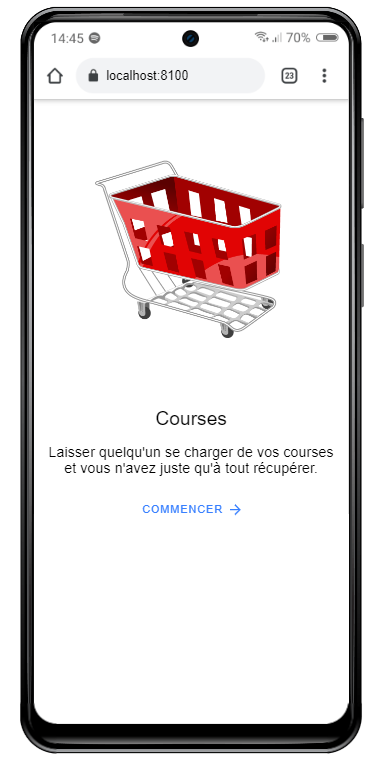 14:45 70%
localhost:8100 23
Courses
Laisser quelqu'un se charger de vos courses
et vous n'avez juste qu'à tout récupérer.
COMMENCER